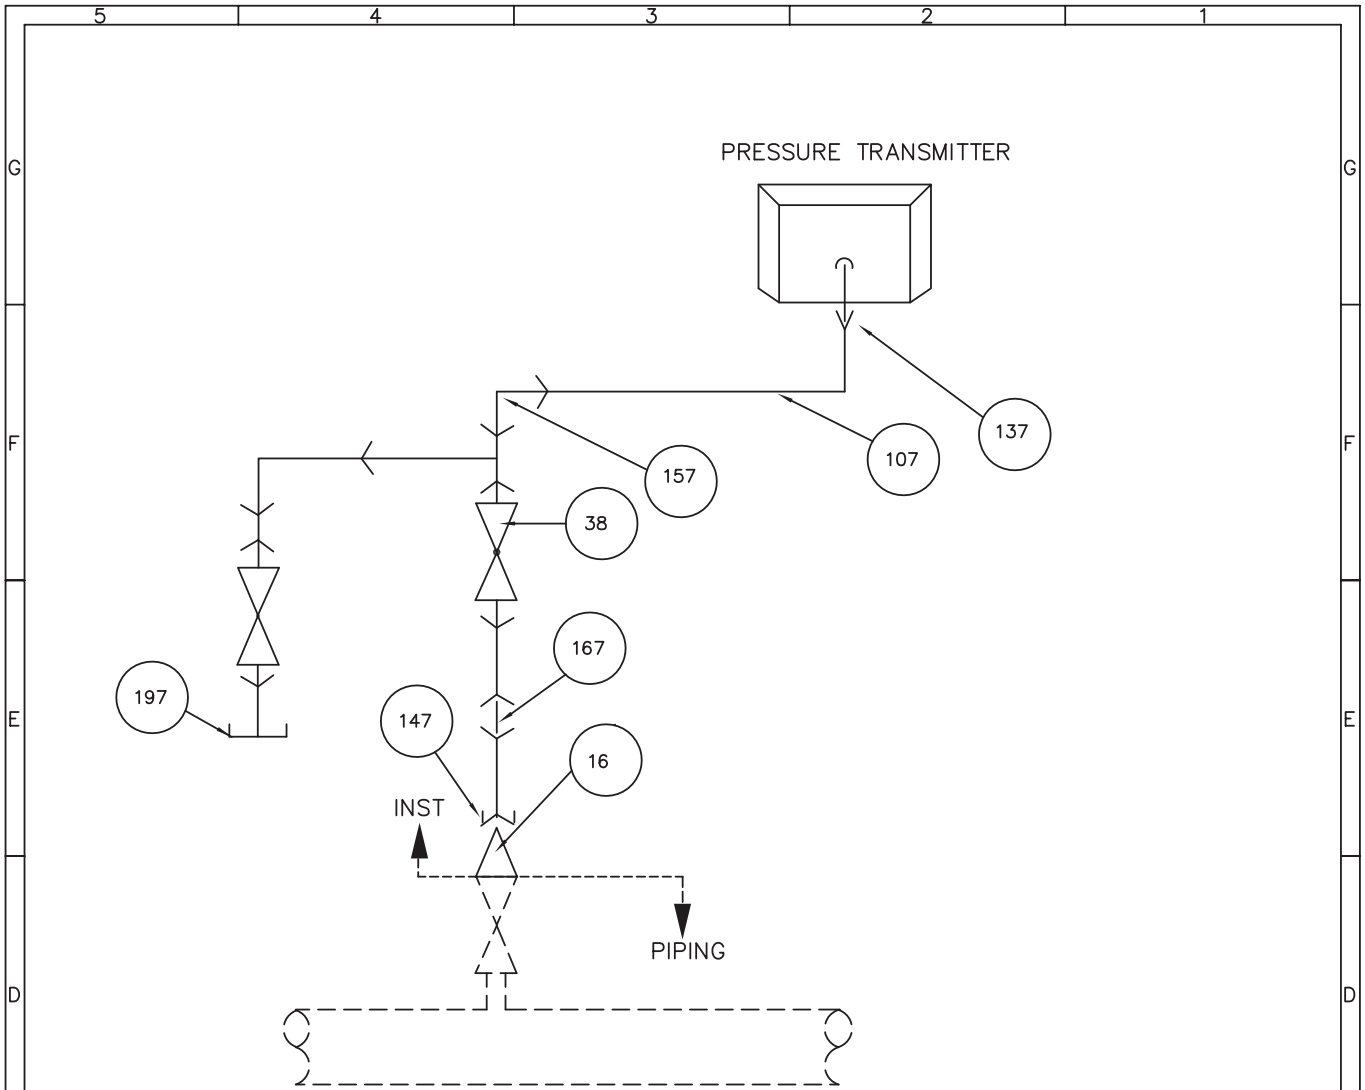 5 4 3 2 1
PRESSURE TRANSMITTER
G G
137
F 107 F
157
38
167
197 147 E E
16
INST
PIPING
D D